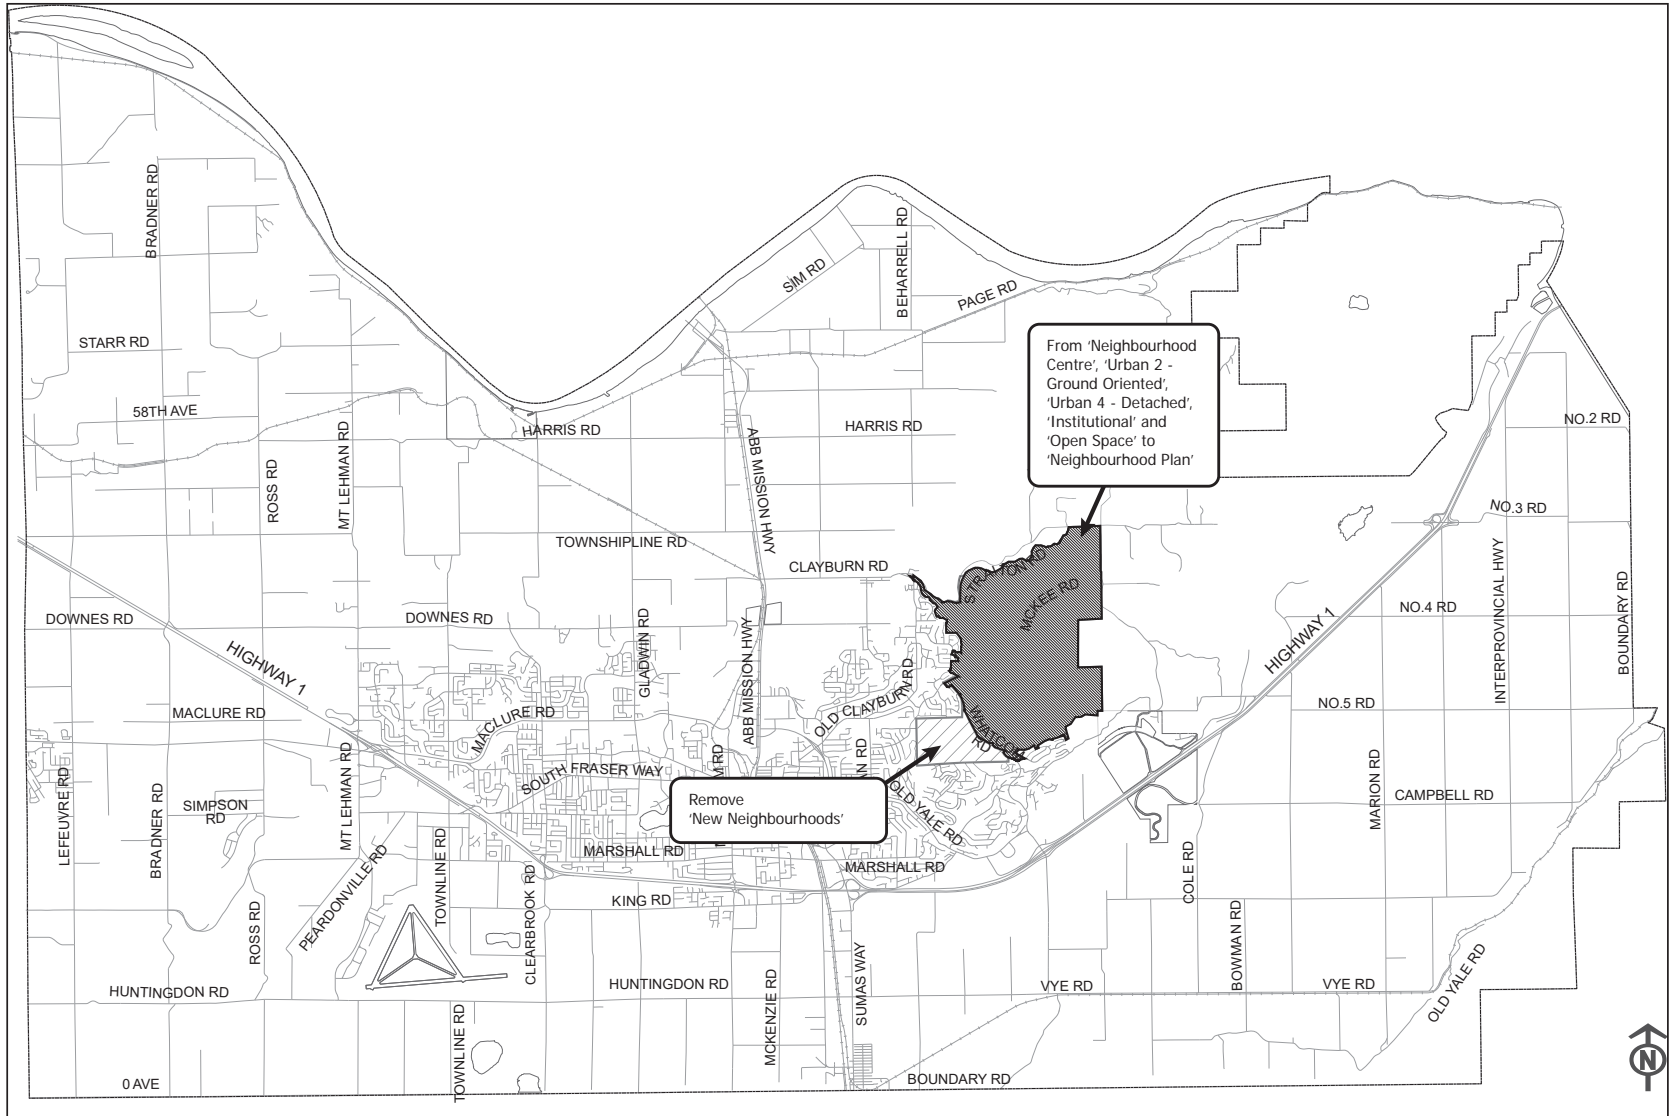 BRADNER RD
SIM RD
BEHARRELL RD
PAGE RD
STARR RD
From 'Neighbourhood
Centre', 'Urban 2 -
Ground Oriented',
'Urban 4 - Detached',
'Institutional' and
'Open Space' to
'Neighbourhood Plan'
58TH AVE
HARRIS RD
HARRIS RD
NO.2 RD
MT LEHMAN RD
ROSS RD
ABB MISSION HWY
NO.3 RD
TOWNSHIPLINE RD
CLAYBURN RD
STRAITON RD
MCKEE RD
INTERPROVINCIAL HWY
BOUNDARY RD
DOWNES RD
DOWNES RD
GLADWIN RD
NO.4 RD
HIGHWAY 1
HIGHWAY 1
ABB MISSION HWY
OLD CLAYBURN RD
MACLURE RD
MACLURE RD
NO.5 RD
WHATCOM
RD
SOUTH FRASER WAY
M RD
AN RD
LEFEUVRE RD
BRADNER RD
SIMPSON
RD
MT LEHMAN RD
Remove
'New Neighbourhoods'
OLD YALE RD
MARION RD
CAMPBELL RD
PEARDONVILLE RD
TOWNLINE RD
MARSHALL RD
MARSHALL RD
CLEARBROOK RD
KING RD
COLE RD
ROSS RD
BOWMAN RD
HUNTINGDON RD
HUNTINGDON RD
MCKENZIE RD
SUMAS WAY
VYE RD
VYE RD
OLD YALE RD
TOWNLINE RD
0 AVE
BOUNDARY RD
N